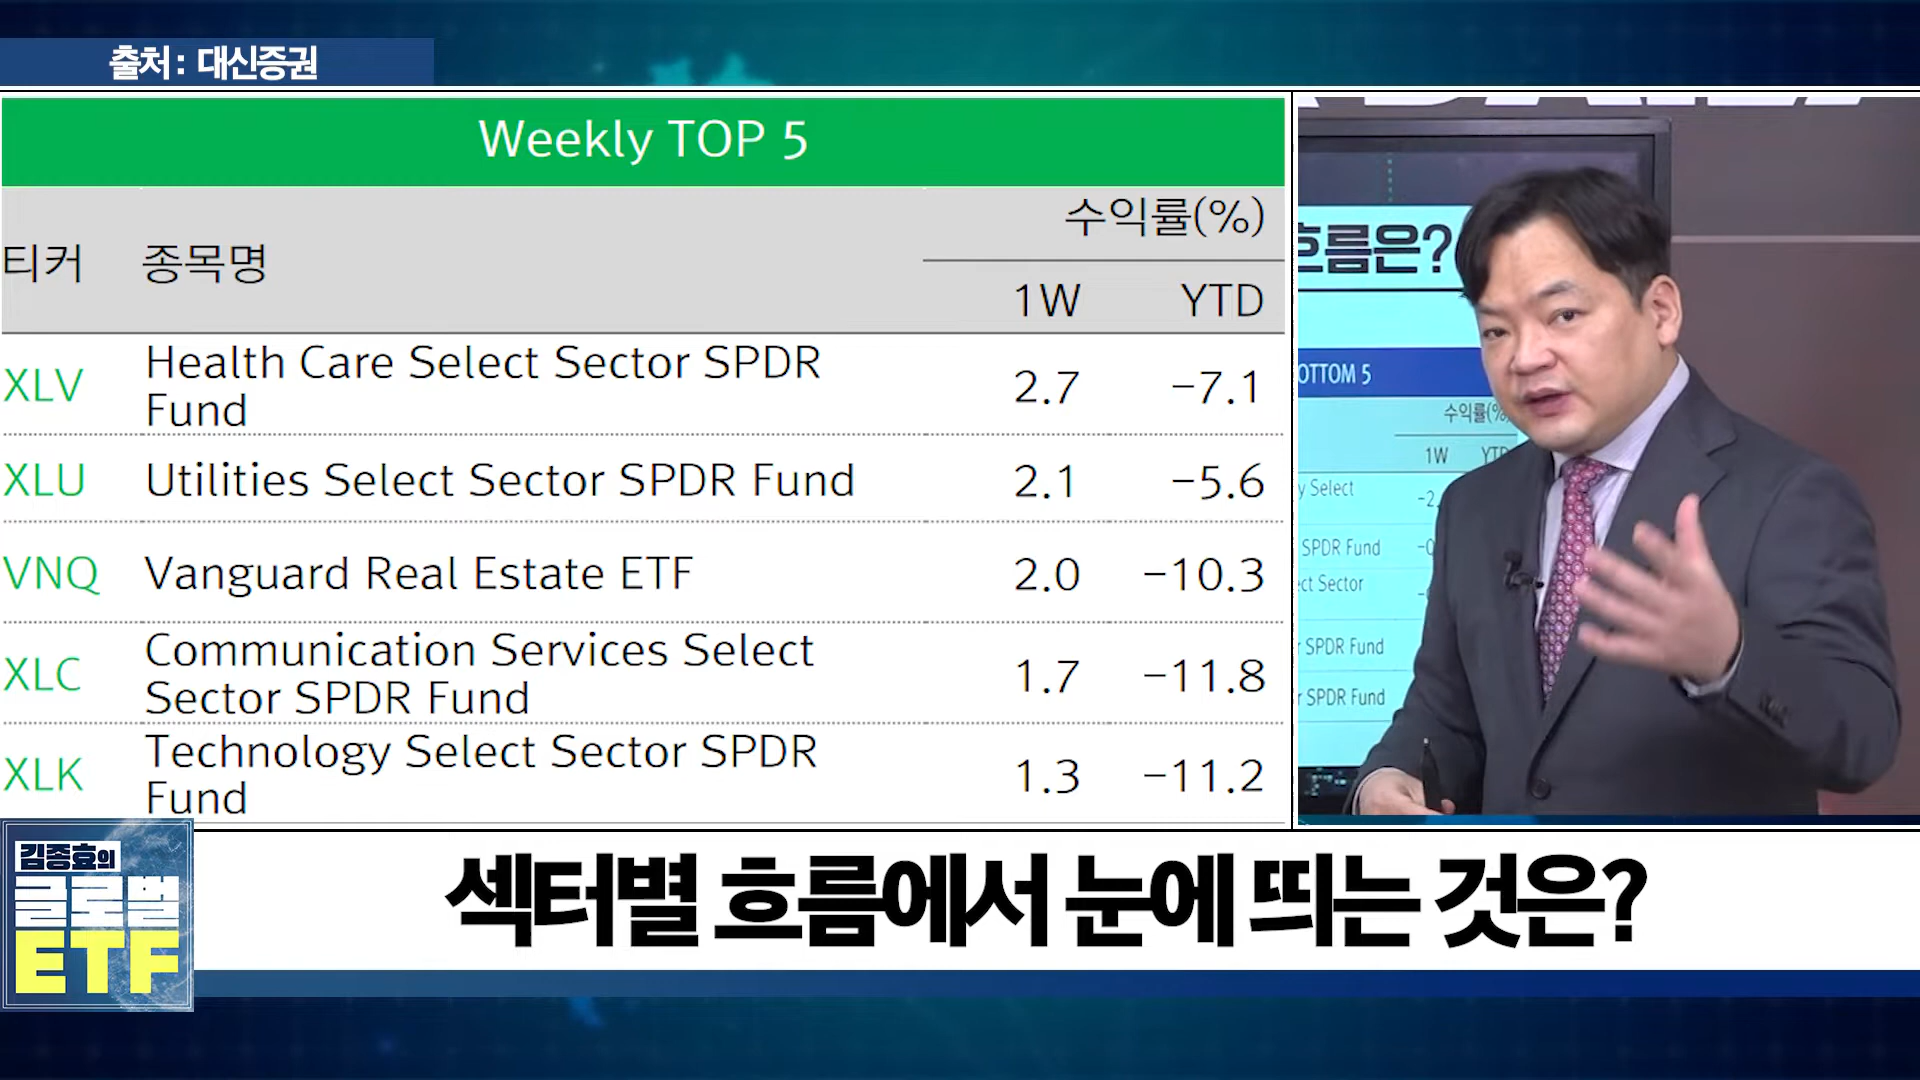 출처 : 대신증권
Weekly TOP 5
수익률(%)
티커 종목명
1W YTD
XLV Health Care Select Sector SPDR Fund 2.7 -7.1
XLU Utilities Select Sector SPDR Fund 2.1 -5.6
VNQ Vanguard Real Estate ETF 2.0 -10.3
XLC Communication Services Select Sector SPDR Fund 1.7 -11.8
XLK Technology Select Sector SPDR Fund 1.3 -11.2
흐름은?
OTTOM 5
수익률(%)
1W YTD
y Select -2.
SPDR Fund -0
ct Sector
r SPDR Fund
r SPDR Fund
김종효의
글로벌
ETF
섹터별 흐름에서 눈에 띄는 것은?